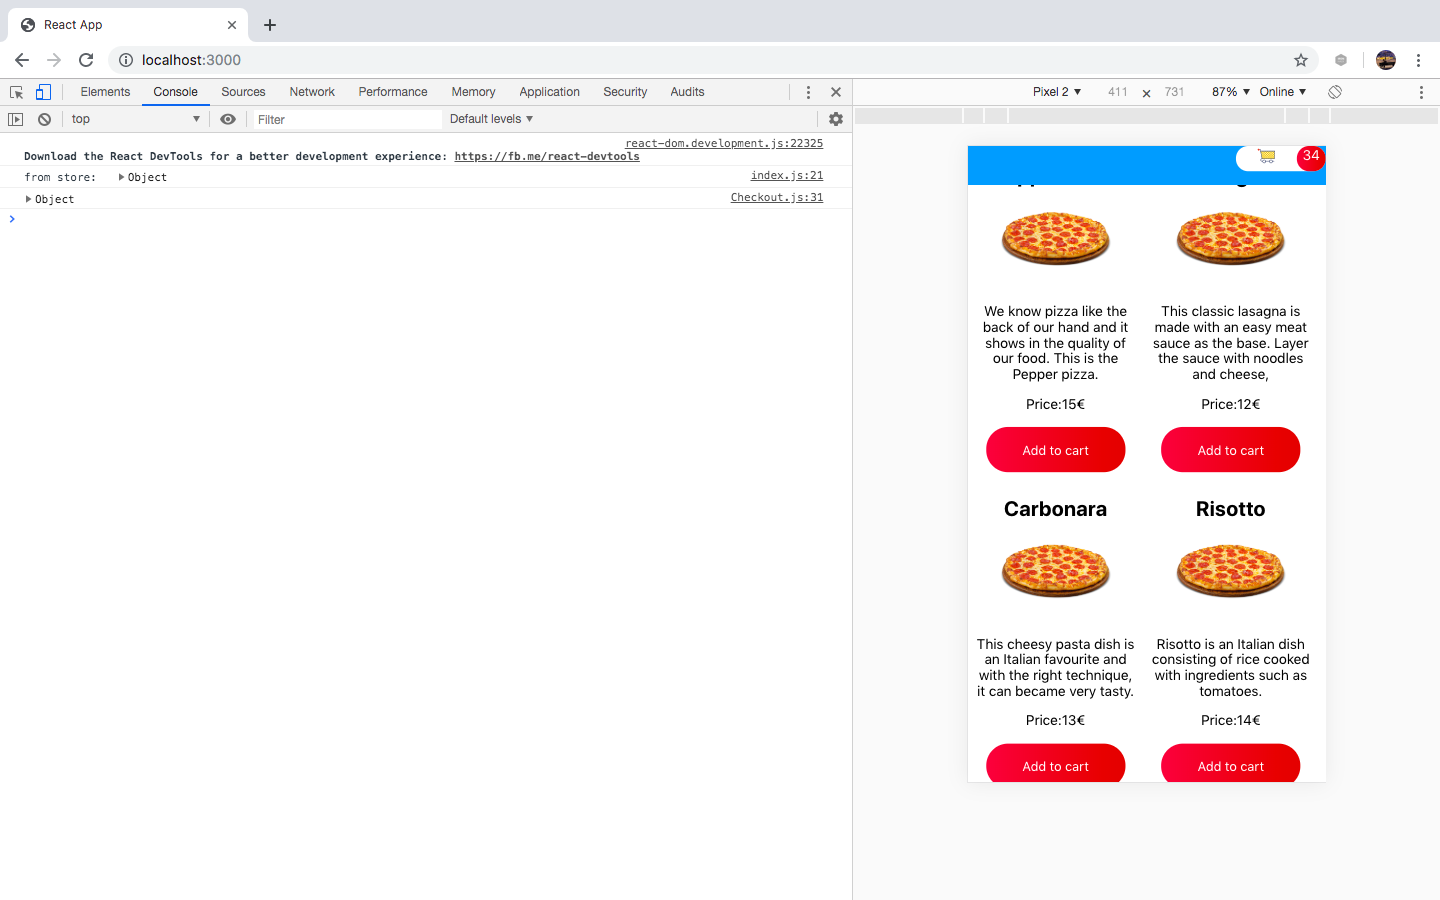 React App
localhost:3000
Elements Console Sources Network Performance Memory Application Security Audits
Pixel 2 411 × 731 87% Online
top Filter Default levels
react-dom.development.js:22325
Download the React DevTools for a better development experience: https://fb.me/react-devtools
from store: Object index.js:21
Object Checkout.js:31
34
We know pizza like the
back of our hand and it
shows in the quality of
our food. This is the
Pepper pizza.
Price:15€
Add to cart
This classic lasagna is
made with an easy meat
sauce as the base. Layer
the sauce with noodles
and cheese,
Price:12€
Add to cart
Carbonara
This cheesy pasta dish is
an Italian favourite and
with the right technique,
it can became very tasty.
Price:13€
Add to cart
Risotto
Risotto is an Italian dish
consisting of rice cooked
with ingredients such as
tomatoes.
Price:14€
Add to cart